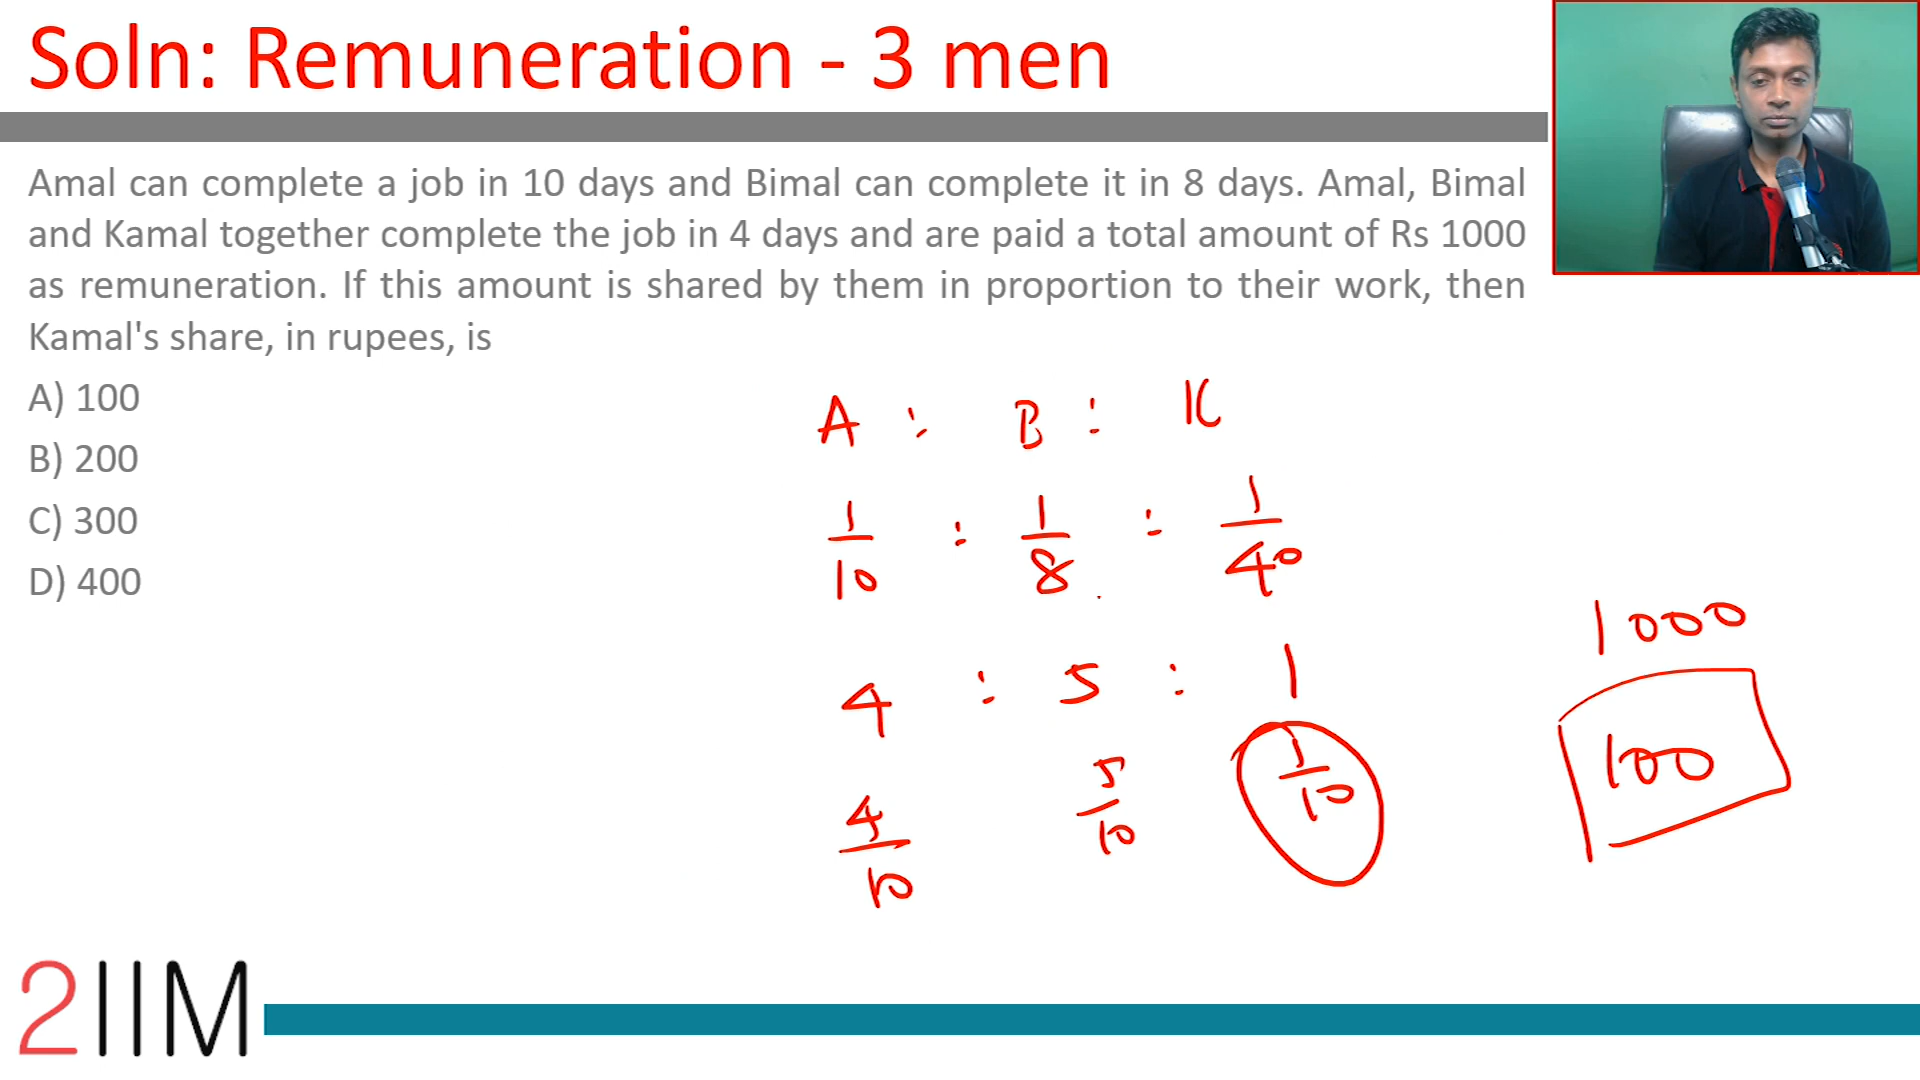 Soln: Remuneration - 3 men
Amal can complete a job in 10 days and Bimal can complete it in 8 days. Amal, Bimal
and Kamal together complete the job in 4 days and are paid a total amount of Rs 1000
as remuneration. If this amount is shared by them in proportion to their work, then
Kamal's share, in rupees, is
A) 100
B) 200
C) 300
D) 400
A : B : K
1/10 : 1/8 : 1/40
4 : 5 : 1
4/10 5/10 1/10
1000
100
2IIM